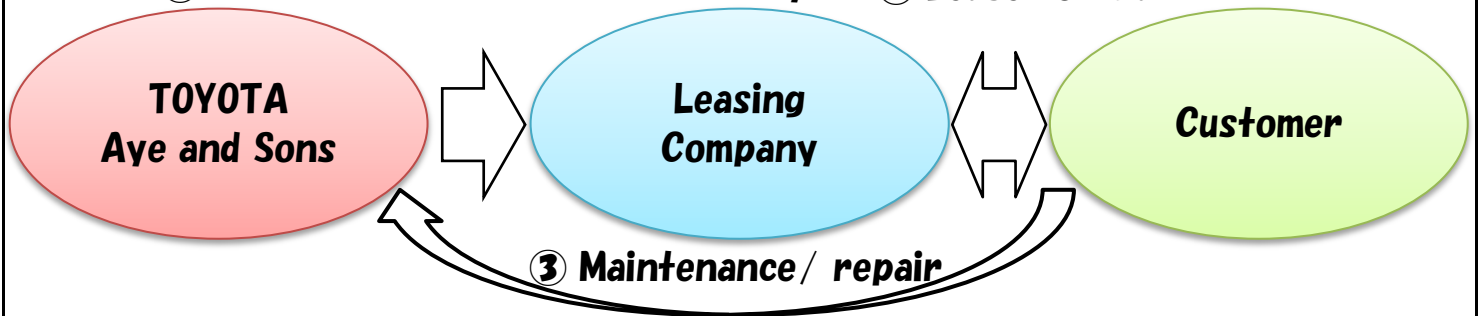 TOYOTA
Aye and Sons
Leasing
Company
Customer
③ Maintenance/ repair